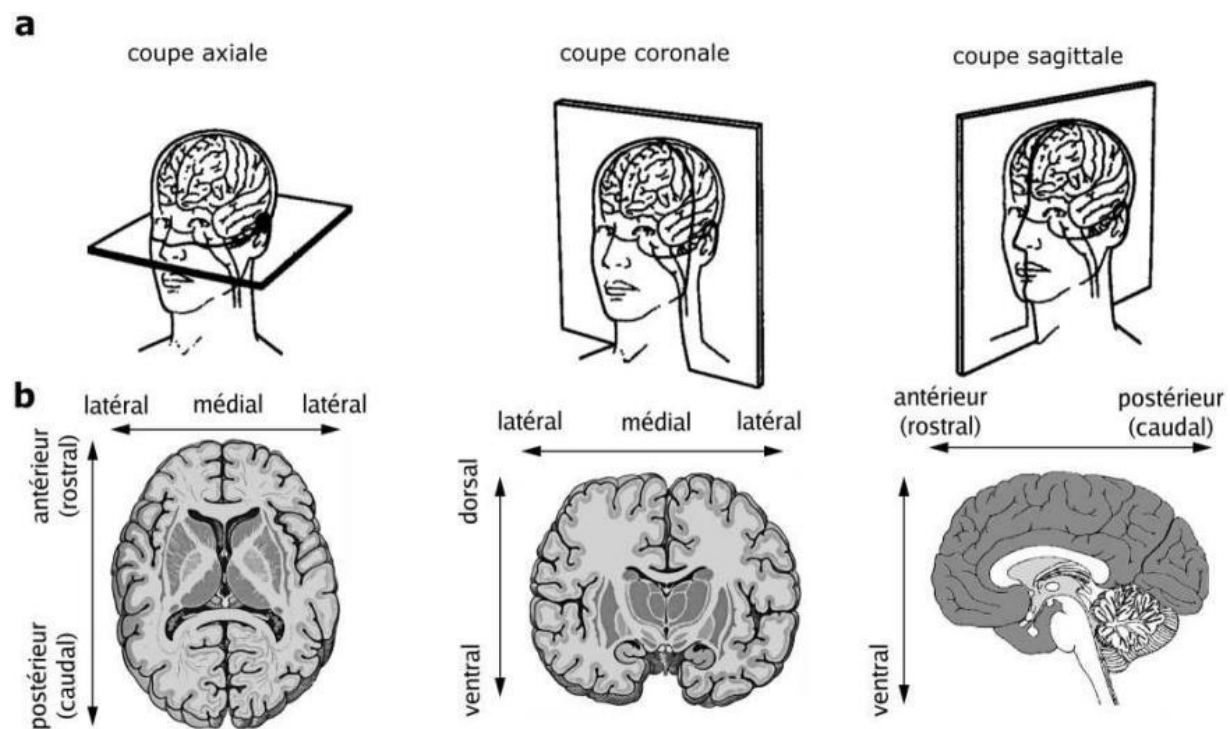 a
coupe axiale
coupe coronale
coupe sagittale
b
latéral médial latéral
antérieur
(rostral)
postérieur
(caudal)
latéral médial latéral
dorsal
ventral
antérieur
(rostral)
postérieur
(caudal)
ventral